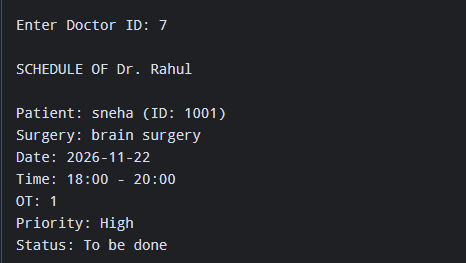 Enter Doctor ID: 7
SCHEDULE OF Dr. Rahul
Patient: sneha (ID: 1001)
Surgery: brain surgery
Date: 2026-11-22
Time: 18:00 - 20:00
OT: 1
Priority: High
Status: To be done